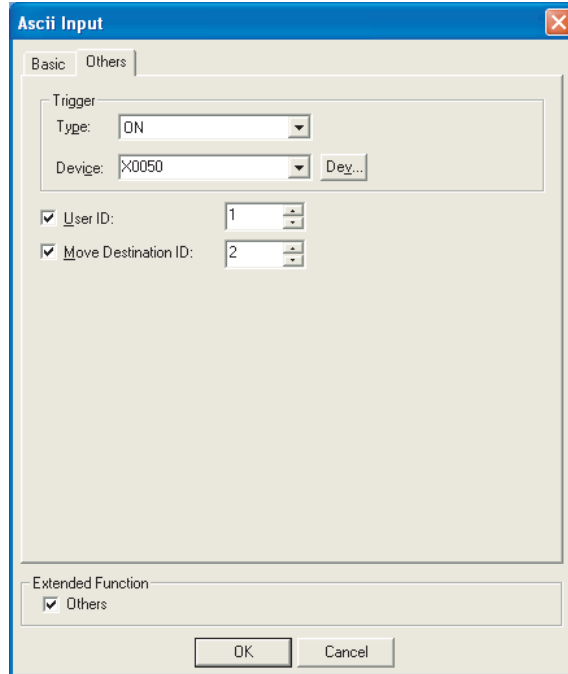 Ascii Input
Basic Others
Trigger
Type: ON
Device: X0050 Dev...
User ID: 1
Move Destination ID: 2
Extended Function
Others
OK Cancel